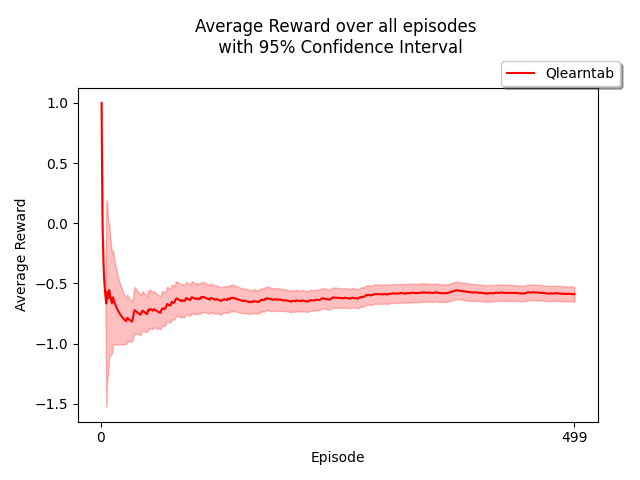 Average Reward over all episodes
with 95% Confidence Interval
Qlearntab
1.0
0.5
0.0
−0.5
−1.0
−1.5
Average Reward
0
499
Episode